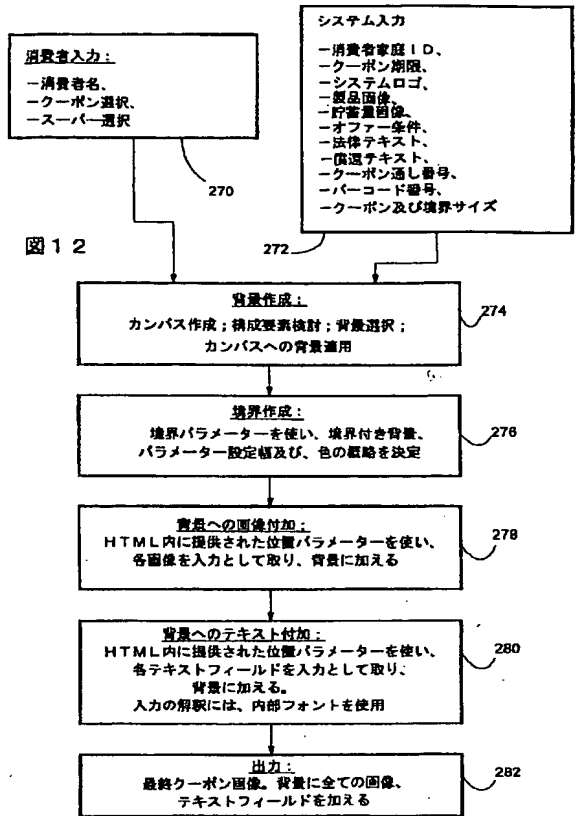 消費者入力：
－消費者名、
－クーポン選択、
－スーパー選択
270
システム入力
－消費者家庭ＩＤ、
－クーポン期限、
－システムロゴ、
－製品画像、
－貯蓄量画像、
－オファー条件、
－法律テキスト、
－償還テキスト、
－クーポン通し番号、
－バーコード番号、
－クーポン及び境界サイズ
272
図１２
背景作成：
カンバス作成；構成要素検討；背景選択；
カンバスへの背景適用
274
境界作成：
境界パラメーターを使い、境界付き背景、
パラメーター設定幅及び、色の概略を決定
276
背景への画像付加：
ＨＴＭＬ内に提供された位置パラメーターを使い、
各画像を入力として取り、背景に加える
278
背景へのテキスト付加：
ＨＴＭＬ内に提供された位置パラメーターを使い、
各テキストフィールドを入力として取り、
背景に加える。
入力の解釈には、内部フォントを使用
280
出力：
最終クーポン画像。背景に全ての画像、
テキストフィールドを加える
282